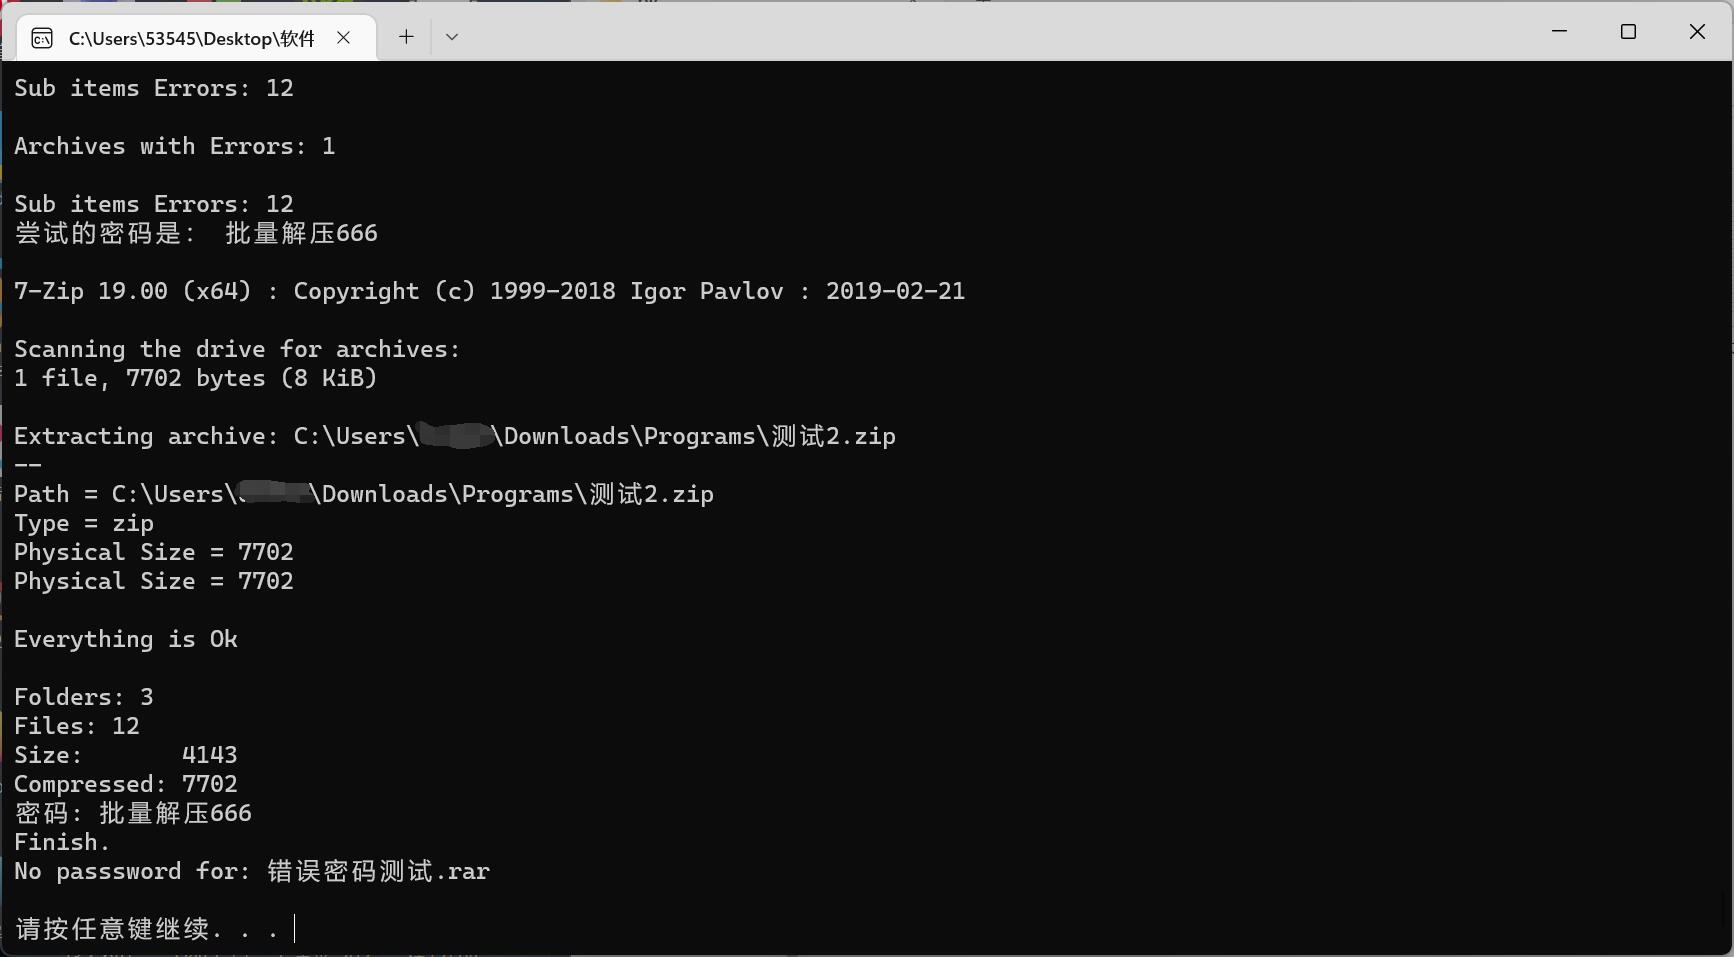 C:\Users\53545\Desktop\软件
Sub items Errors: 12
Archives with Errors: 1
Sub items Errors: 12
尝试的密码是： 批量解压666
7-Zip 19.00 (x64) : Copyright (c) 1999-2018 Igor Pavlov : 2019-02-21
Scanning the drive for archives:
1 file, 7702 bytes (8 KiB)
Extracting archive: C:\Users\ \Downloads\Programs\测试2.zip
--
Path = C:\Users\ \Downloads\Programs\测试2.zip
Type = zip
Physical Size = 7702
Physical Size = 7702
Everything is Ok
Folders: 3
Files: 12
Size:       4143
Compressed: 7702
密码：批量解压666
Finish.
No passsword for: 错误密码测试.rar
请按任意键继续. . .